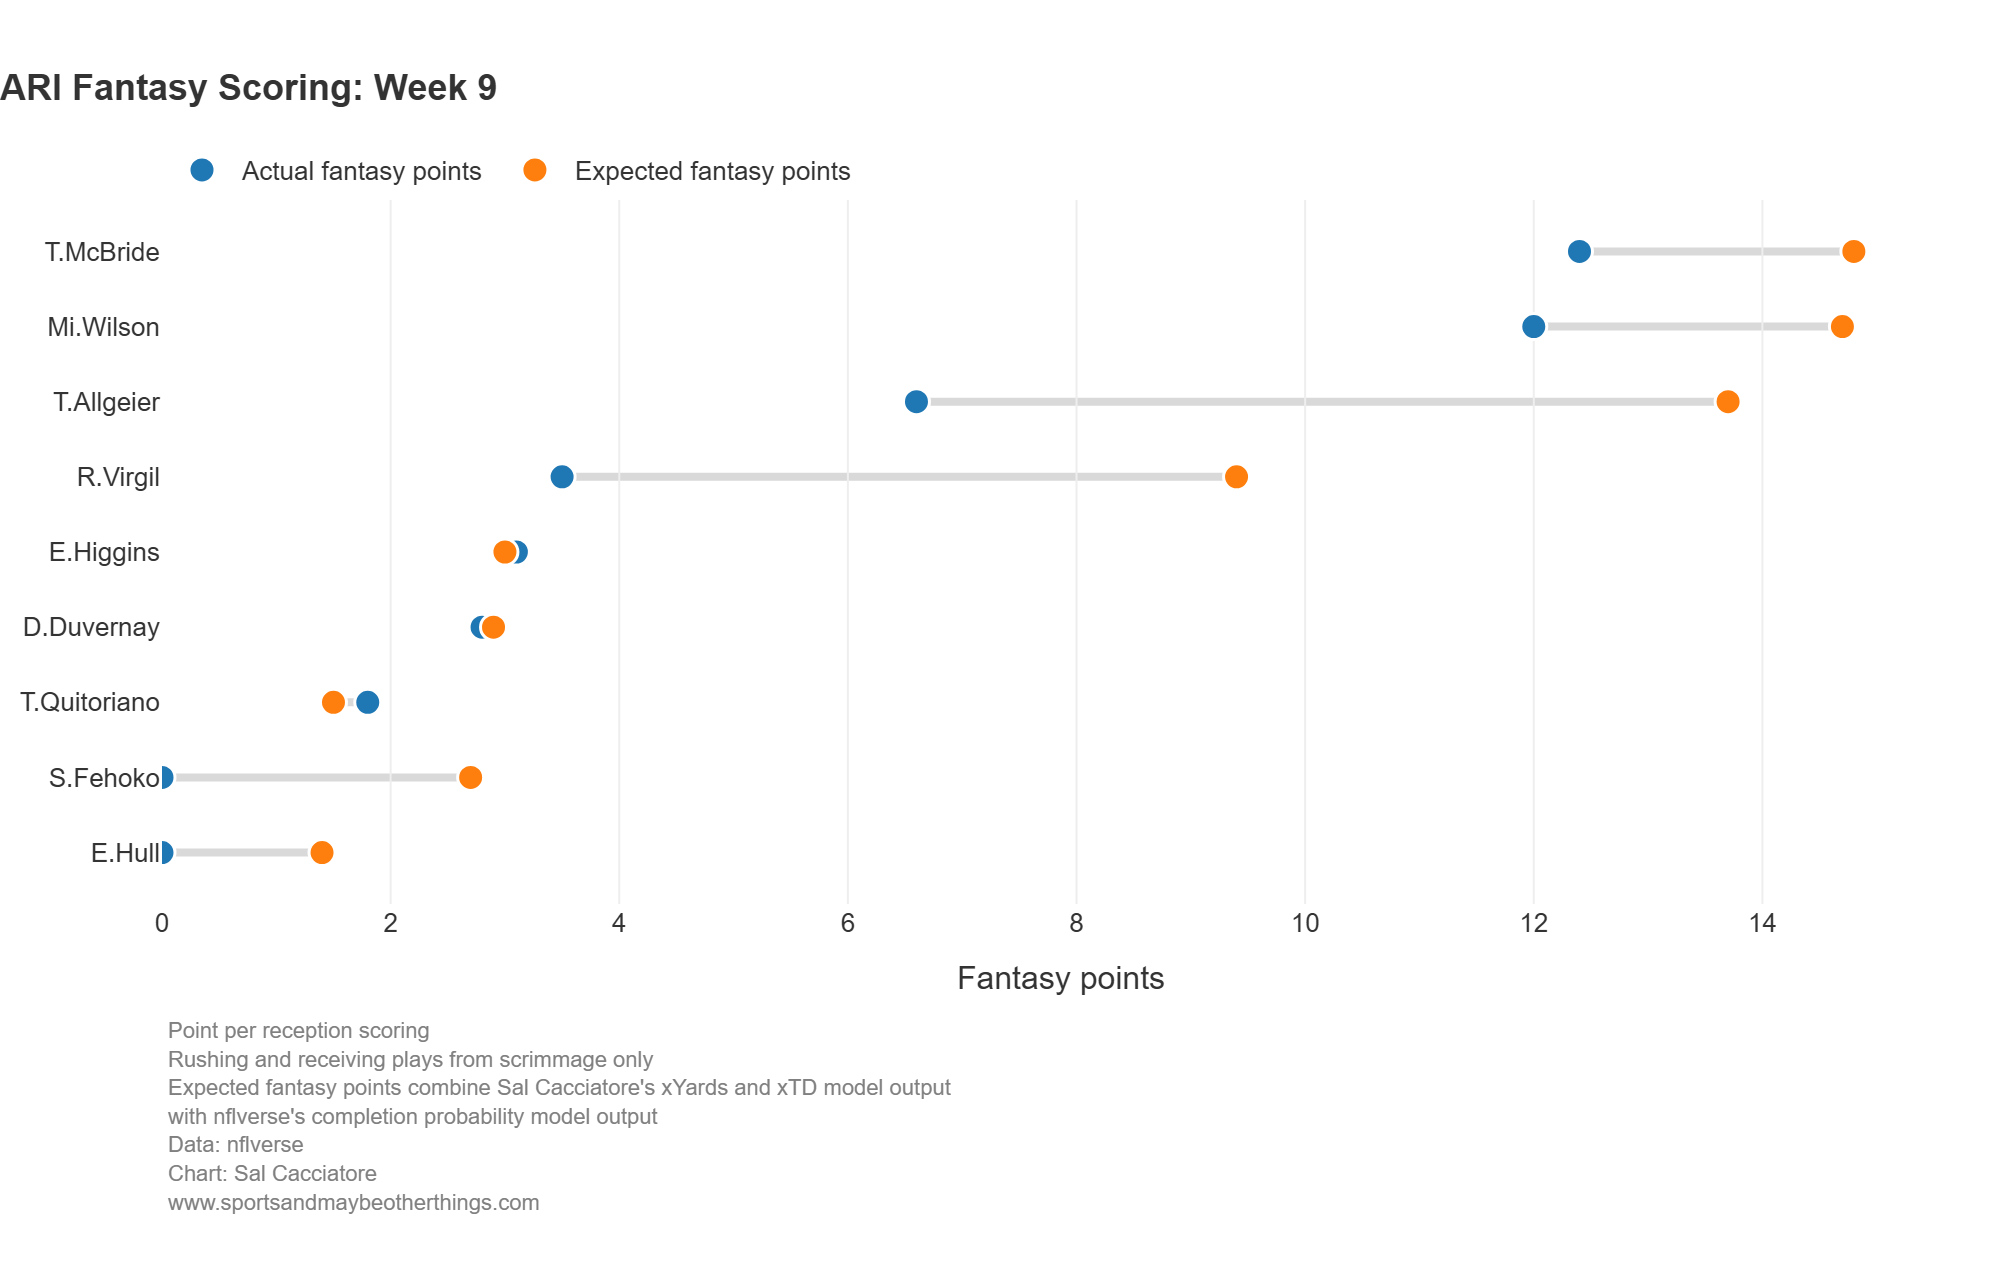 ARI Fantasy Scoring: Week 9
Actual fantasy points
Expected fantasy points
T.McBride
Mi.Wilson
T.Allgeier
R.Virgil
E.Higgins
D.Duvernay
T.Quitoriano
S.Fehoko
E.Hull
0 2 4 6 8 10 12 14
Fantasy points
Point per reception scoring
Rushing and receiving plays from scrimmage only
Expected fantasy points combine Sal Cacciatore's xYards and xTD model output
with nflverse's completion probability model output
Data: nflverse
Chart: Sal Cacciatore
www.sportsandmaybeotherthings.com